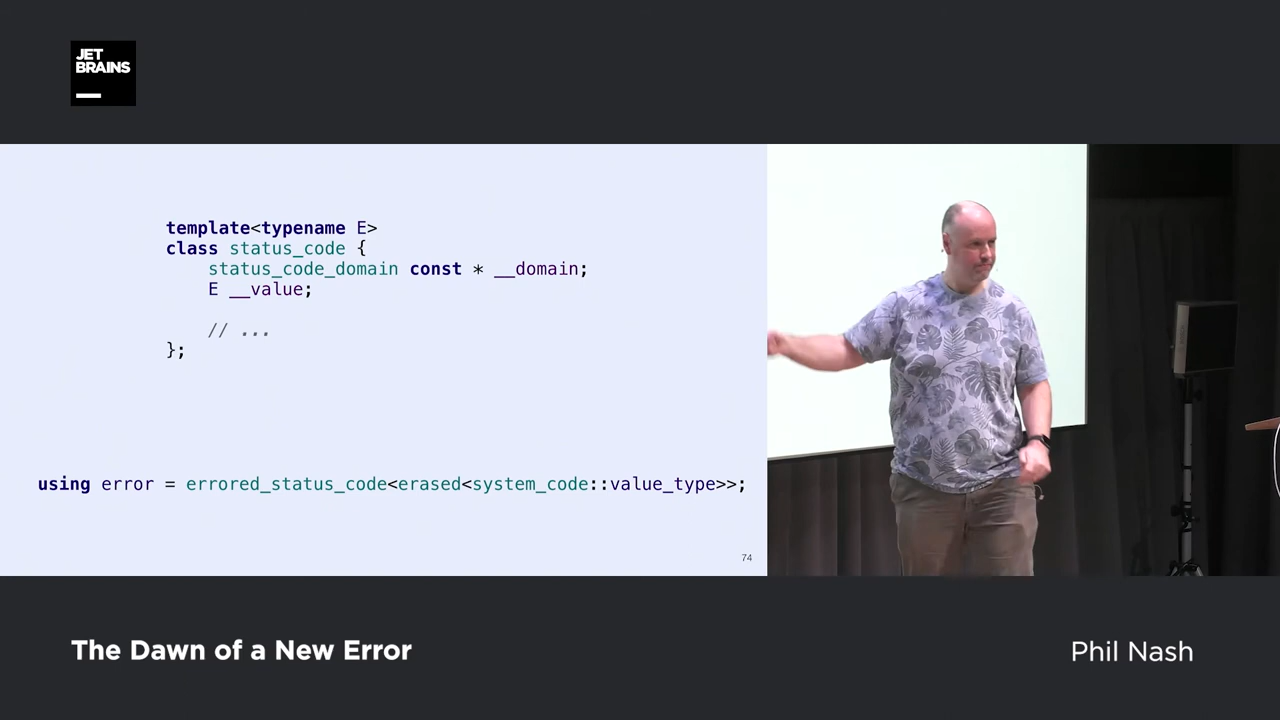 JET
BRAINS
template<typename E>
class status_code {
    status_code_domain const * __domain;
    E __value;

    // ...
};
using error = errored_status_code<erased<system_code::value_type>>;
74
The Dawn of a New Error
Phil Nash